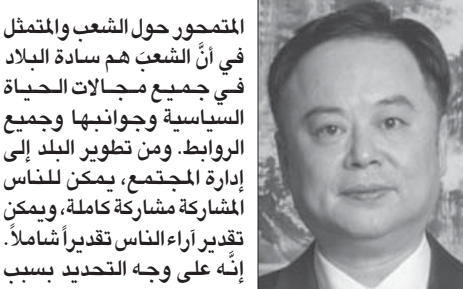 المتمحور حول الشعب والمتمثل
في أنَّ الشعبَ هم سادة البلاد
في جميع مجالات الحياة
السياسية وجوانبها وجميع
الروابط. ومن تطوير البلد إلى
إدارة المجتمع، يمكن للناس
المشاركة مشاركة كاملة، ويمكن
تقدير آراء الناس تقديراً شاملاً.
إنَّه على وجه التحديد بسبب